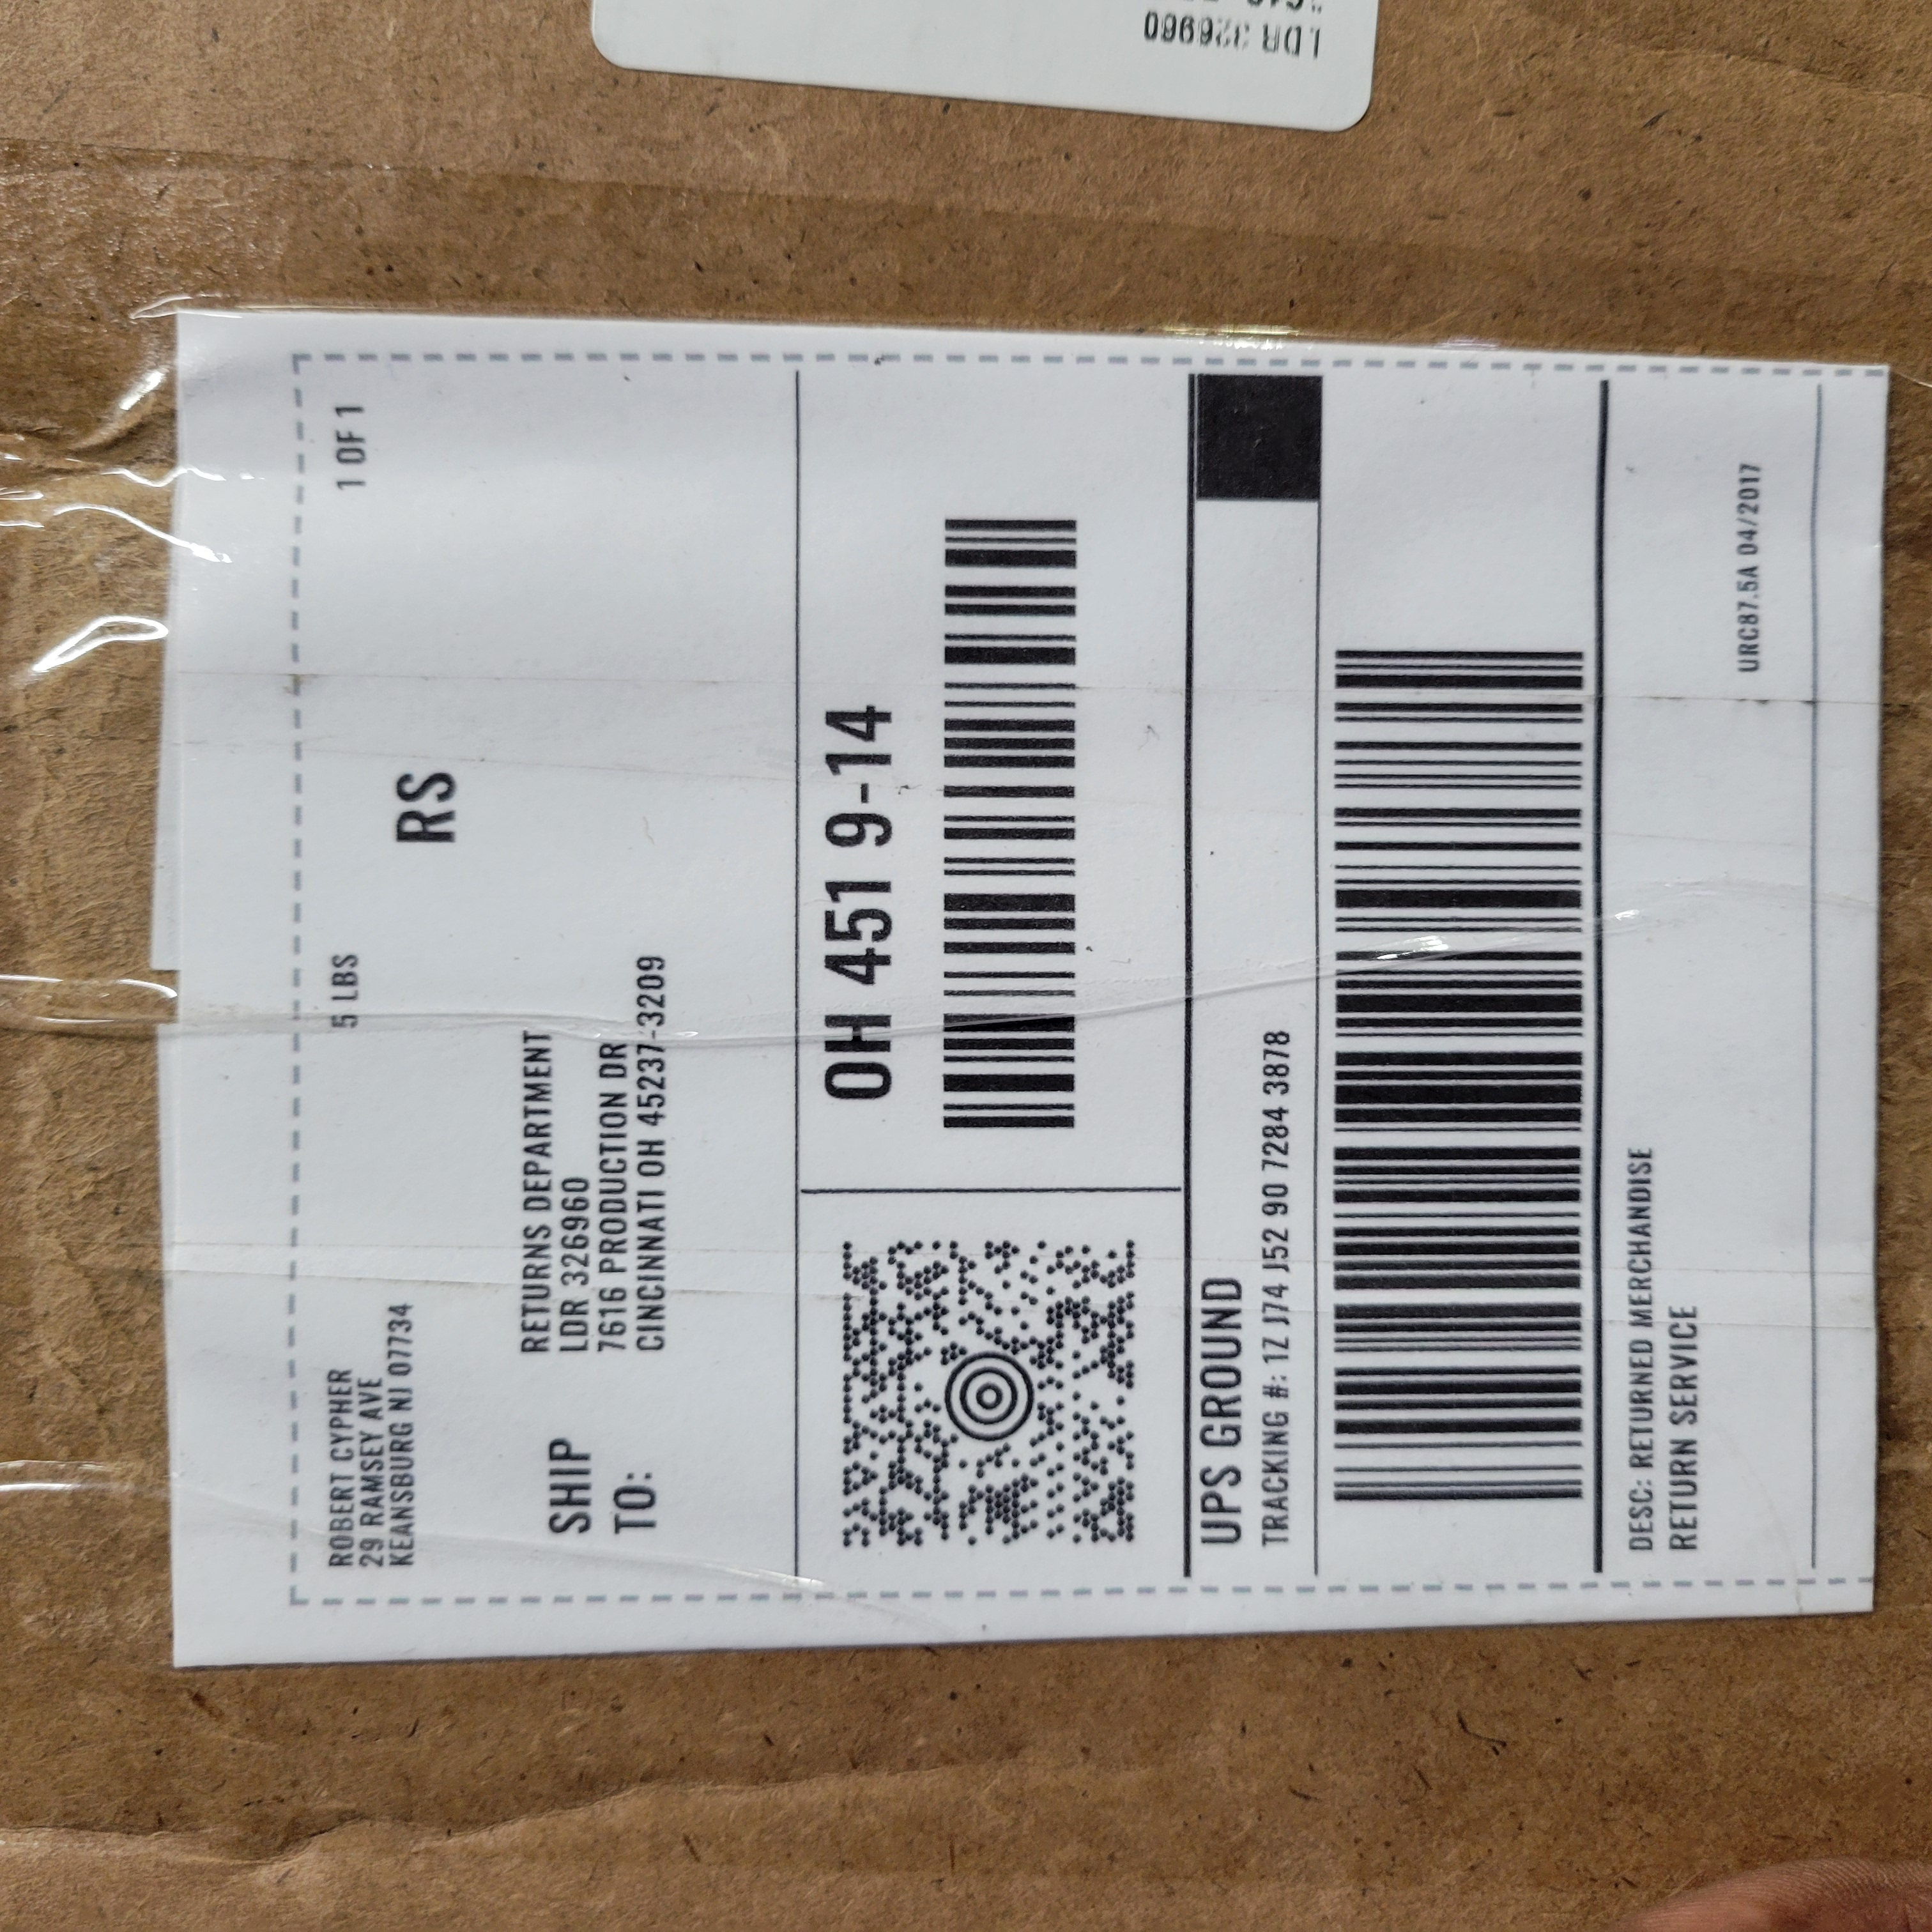 LDR 326960
ROBERT CYPHER
29 RAMSEY AVE
KEANSBURG NJ 07734
5 LBS
1 OF 1
RS
SHIP
TO:
RETURNS DEPARTMENT
LDR 326960
7616 PRODUCTION DR
CINCINNATI OH 45237-3209
OH 451 9-14
UPS GROUND
TRACKING #: 1Z J74 J52 90 7284 3878
DESC: RETURNED MERCHANDISE
RETURN SERVICE
URC87.5A 04/2017